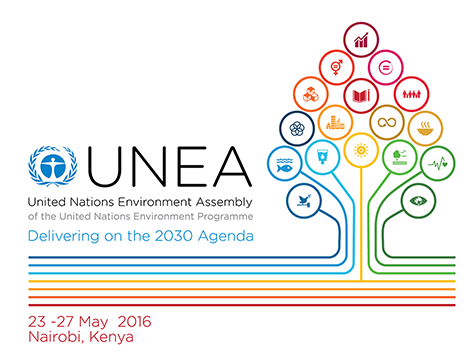 UNEA
United Nations Environment Assembly
of the United Nations Environment Programme
Delivering on the 2030 Agenda
23 -27 May 2016
Nairobi, Kenya